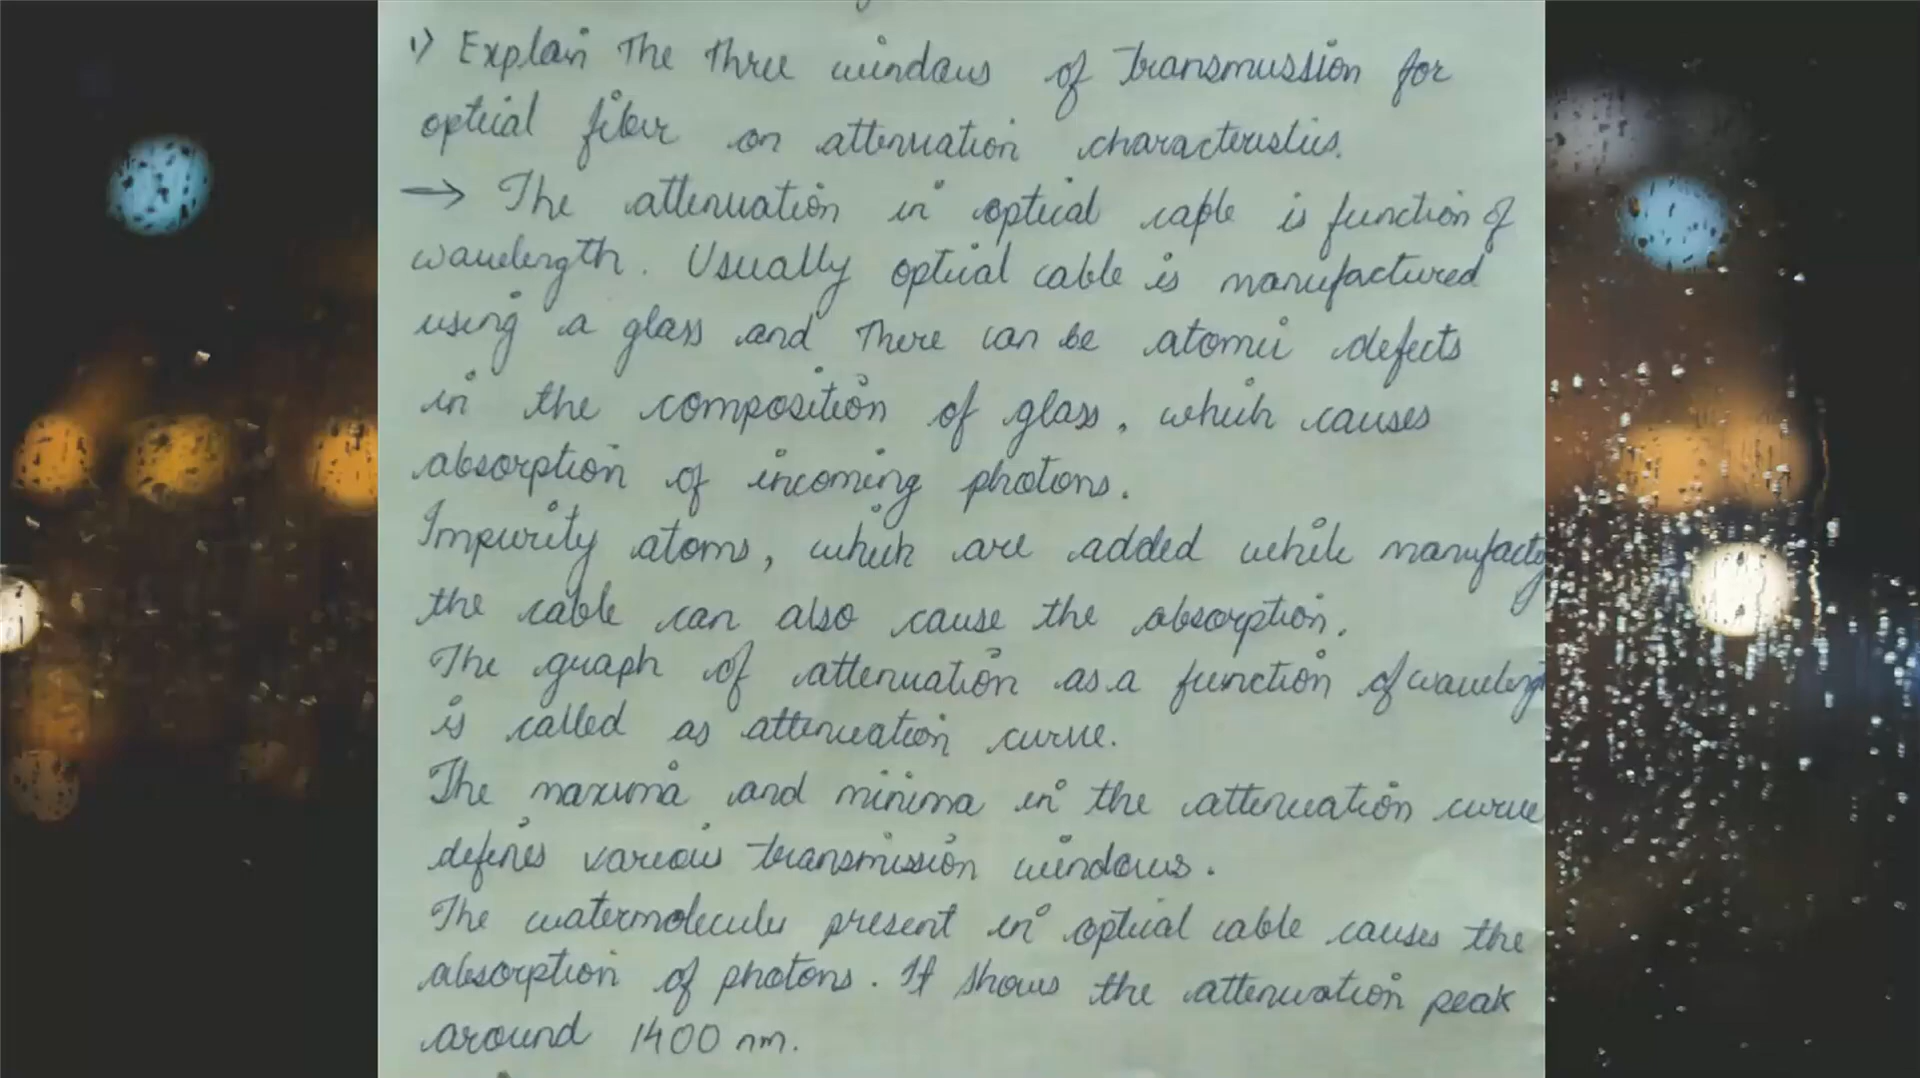 1) Explain the three windows of transmission for
optical fiber on attenuation characteristics.
→ The attenuation in optical cable is function of
wavelength. Usually optical cable is manufactured
using a glass and there can be atomic defects
in the composition of glass, which causes
absorption of incoming photons.
Impurity atoms, which are added while manufactu
the cable can also cause the absorption.
The graph of attenuation as a function of waveleng
is called as attenuation curve.
The maxima and minima in the attenuation curve
defines various transmission windows.
The watermolecules present in optical cable causes the
absorption of photons. It shows the attenuation peak
around 1400 nm.